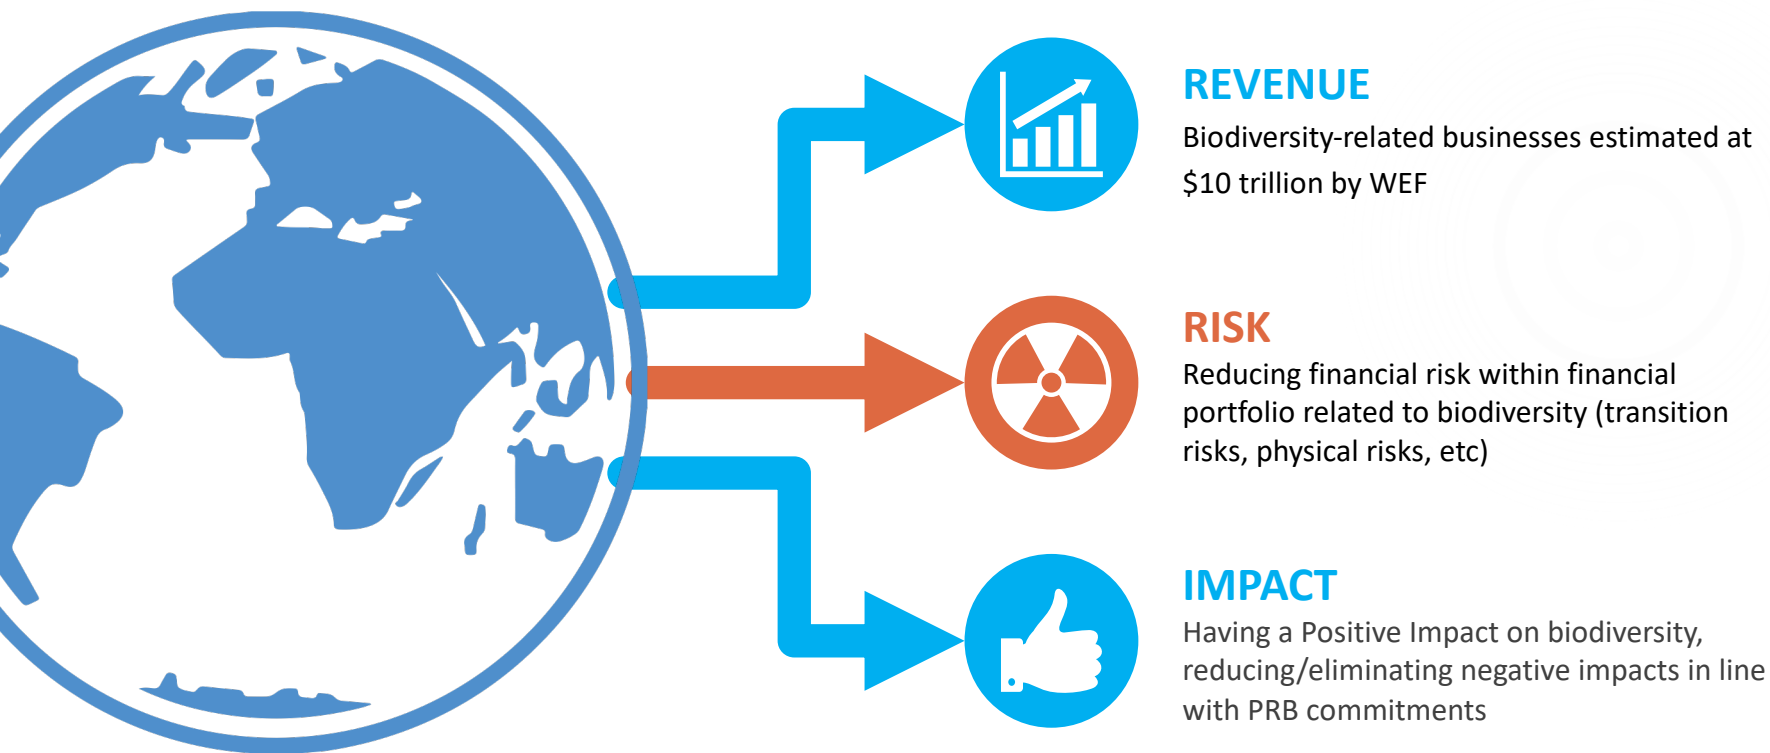 REVENUE
Biodiversity-related businesses estimated at
$10 trillion by WEF
RISK
Reducing financial risk within financial
portfolio related to biodiversity (transition
risks, physical risks, etc)
IMPACT
Having a Positive Impact on biodiversity,
reducing/eliminating negative impacts in line
with PRB commitments